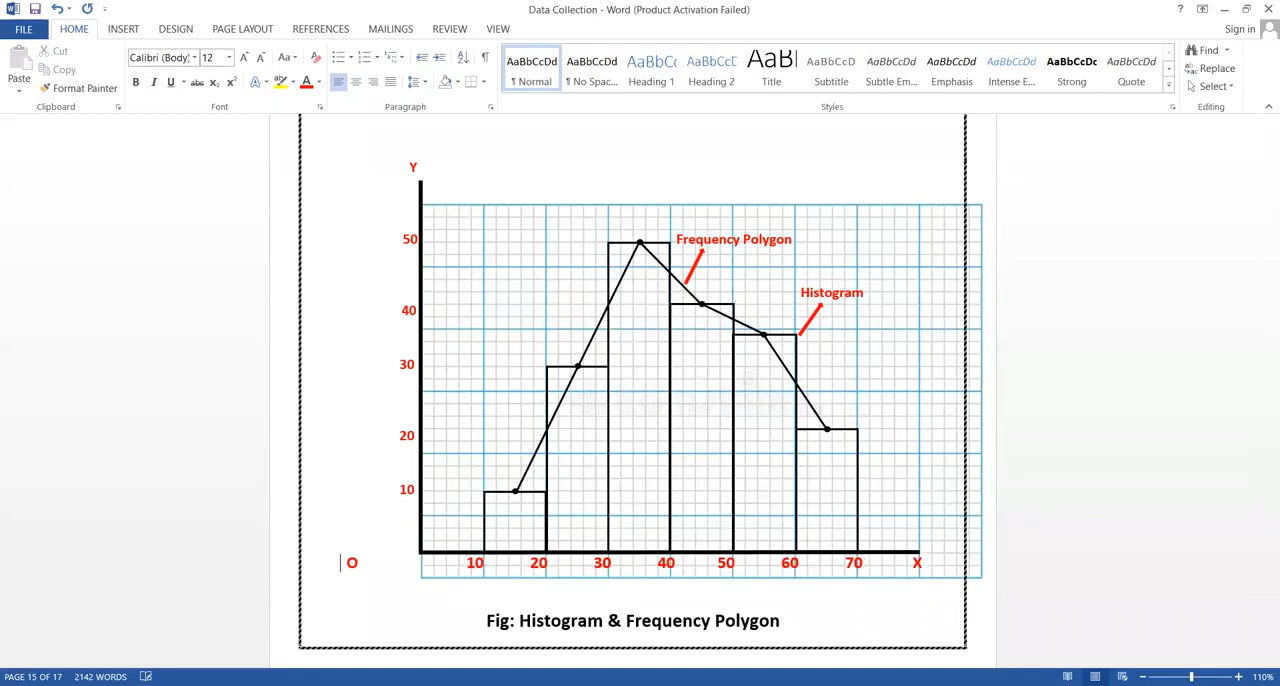 Data Collection - Word (Product Activation Failed)
FILE HOME INSERT DESIGN PAGE LAYOUT REFERENCES MAILINGS REVIEW VIEW Sign in
Paste Cut Copy Format Painter
Calibri (Body) 12
AaBbCcDd AaBbCcDd AaBbCc AaBbCcC AaBl AaBbCcD AaBbCcDd AaBbCcDd AaBbCcDd AaBbCcDc AaBbCcDd
¶ Normal ¶ No Spac... Heading 1 Heading 2 Title Subtitle Subtle Em... Emphasis Intense E... Strong Quote
Find Replace Select
Clipboard Font Paragraph Styles Editing
Y
50
40
30
20
10
Frequency Polygon
Histogram
O 10 20 30 40 50 60 70 X
Fig: Histogram & Frequency Polygon
PAGE 15 OF 17 2142 WORDS 110%